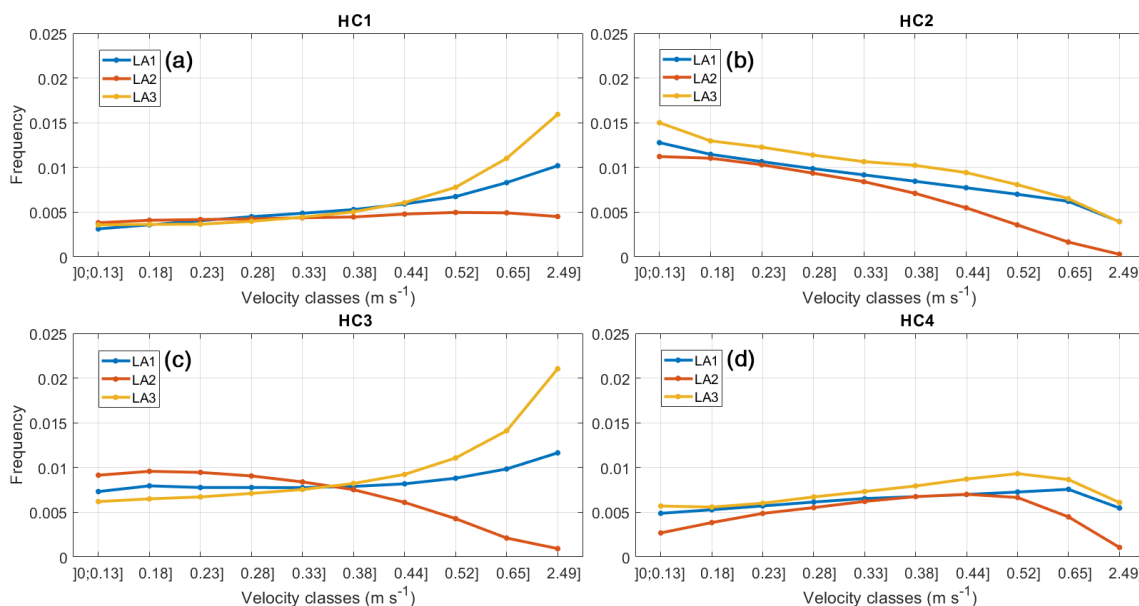 HC1
0.025
0.02
0.015
0.01
0.005
0
Frequency
LA1
LA2
LA3
(a)
]0;0.13] 0.18] 0.23] 0.28] 0.33] 0.38] 0.44] 0.52] 0.65] 2.49]
Velocity classes (m s⁻¹)
HC2
0.025
0.02
0.015
0.01
0.005
0
LA1
LA2
LA3
(b)
]0;0.13] 0.18] 0.23] 0.28] 0.33] 0.38] 0.44] 0.52] 0.65] 2.49]
Velocity classes (m s⁻¹)
HC3
0.025
0.02
0.015
0.01
0.005
0
Frequency
LA1
LA2
LA3
(c)
]0;0.13] 0.18] 0.23] 0.28] 0.33] 0.38] 0.44] 0.52] 0.65] 2.49]
Velocity classes (m s⁻¹)
HC4
0.025
0.02
0.015
0.01
0.005
0
LA1
LA2
LA3
(d)
]0;0.13] 0.18] 0.23] 0.28] 0.33] 0.38] 0.44] 0.52] 0.65] 2.49]
Velocity classes (m s⁻¹)